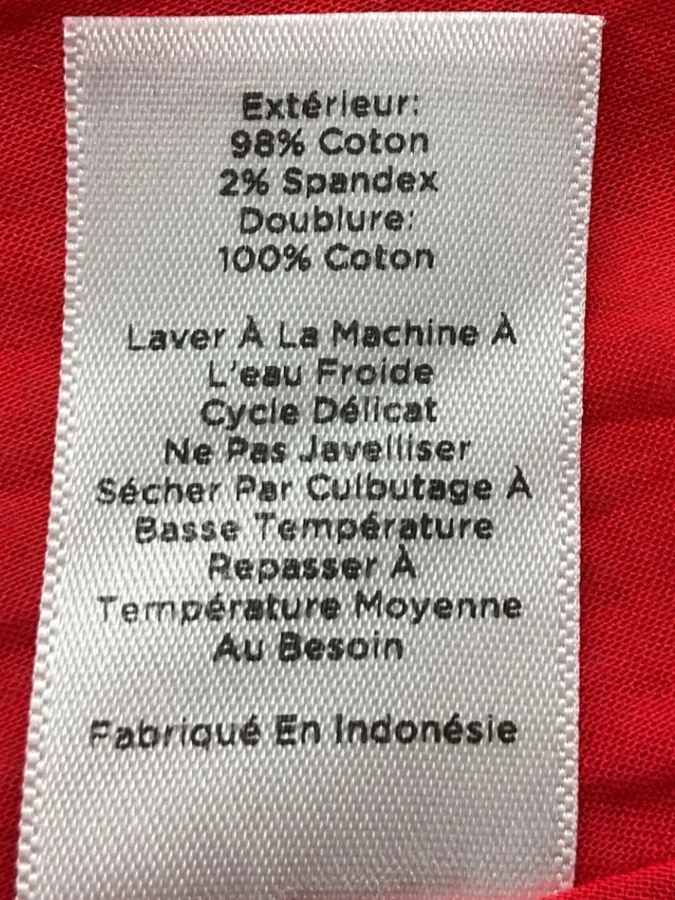 Extérieur:
98% Coton
2% Spandex
Doublure:
100% Coton
Laver À La Machine À
L'eau Froide
Cycle Délicat
Ne Pas Javelliser
Sécher Par Culbutage À
Basse Température
Repasser À
Température Moyenne
Au Besoin
Fabriqué En Indonésie